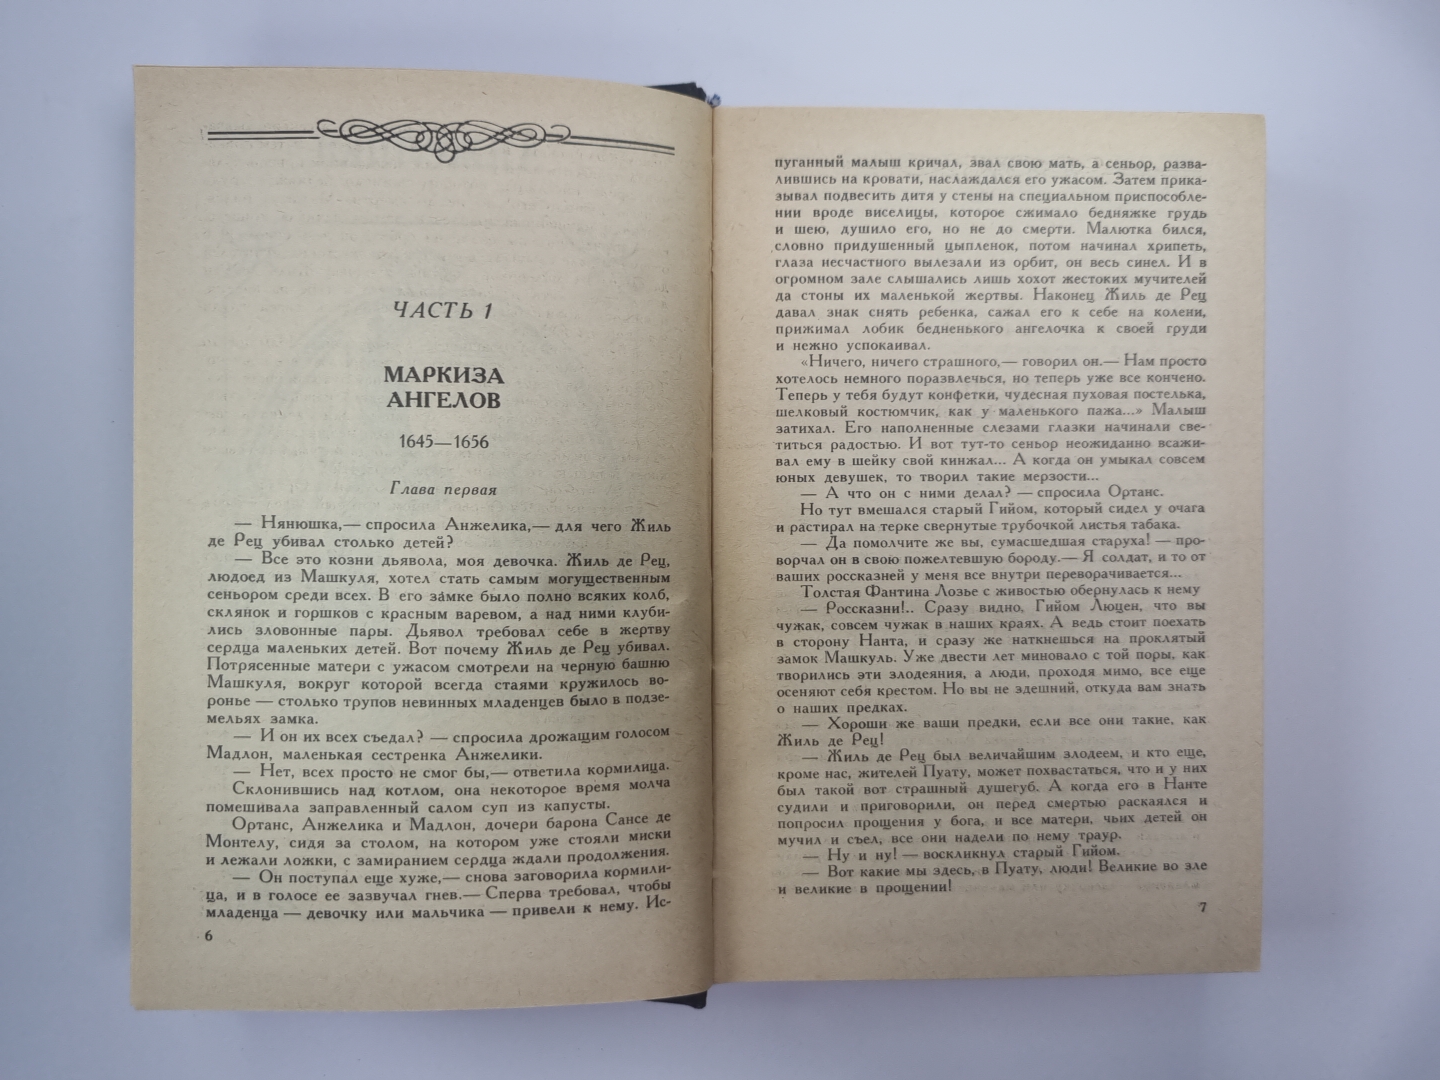 ЧАСТЬ 1
МАРКИЗА
АНГЕЛОВ
1645—1656
Глава первая
— Нянюшка,— спросила Анжелика,— для чего Жиль
де Рец убивал столько детей?
— Все это козни дьявола, моя девочка. Жиль де Рец,
людоед из Машкуля, хотел стать самым могущественным
сеньором среди всех. В его замке было полно всяких колб,
склянок и горшков с красным варевом, а над ними клуби-
лись зловонные пары. Дьявол требовал себе в жертву
сердца маленьких детей. Вот почему Жиль де Рец убивал.
Потрясенные матери с ужасом смотрели на черную башню
Машкуля, вокруг которой всегда стаями кружилось во-
ронье — столько трупов невинных младенцев было в подзе-
мельях замка.
— И он их всех съедал? — спросила дрожащим голосом
Мадлон, маленькая сестренка Анжелики.
— Нет, всех просто не смог бы,— ответила кормилица.
Склонившись над котлом, она некоторое время молча
помешивала заправленный салом суп из капусты.
Ортанс, Анжелика и Мадлон, дочери барона Сансе де
Монтелу, сидя за столом, на котором уже стояли миски
и лежали ложки, с замиранием сердца ждали продолжения.
— Он поступал еще хуже,— снова заговорила кормили-
ца, и в голосе ее зазвучал гнев.— Сперва требовал, чтобы
младенца — девочку или мальчика — привели к нему. Ис-
6
пуганный малыш кричал, звал свою мать, а сеньор, разва-
лившись на кровати, наслаждался его ужасом. Затем прика-
зывал подвесить дитя у стены на специальном приспособле-
нии вроде виселицы, которое сжимало бедняжке грудь
и шею, душило его, но не до смерти. Малютка бился,
словно придушенный цыпленок, потом начинал хрипеть,
глаза несчастного вылезали из орбит, он весь синел. И в
огромном зале слышались лишь хохот жестоких мучителей
да стоны их маленькой жертвы. Наконец Жиль де Рец
давал знак снять ребенка, сажал его к себе на колени,
прижимал лобик бедненького ангелочка к своей груди
и нежно успокаивал.
«Ничего, ничего страшного,— говорил он.— Нам просто
хотелось немного поразвлечься, но теперь уже все кончено.
Теперь у тебя будут конфетки, чудесная пуховая постелька,
шелковый костюмчик, как у маленького пажа...» Малыш
затихал. Его наполненные слезами глазки начинали све-
титься радостью. И вот тут-то сеньор неожиданно всажи-
вал ему в шейку свой кинжал... А когда он умыкал совсем
юных девушек, то творил такие мерзости...
— А что он с ними делал? — спросила Ортанс.
Но тут вмешался старый Гийом, который сидел у очага
и растирал на терке свернутые трубочкой листья табака.
— Да помолчите же вы, сумасшедшая старуха! — про-
ворчал он в свою пожелтевшую бороду.— Я солдат, и то от
ваших россказней у меня все внутри переворачивается...
Толстая Фантина Лозье с живостью обернулась к нему
— Россказни!.. Сразу видно, Гийом Люцен, что вы
чужак, совсем чужак в наших краях. А ведь стоит поехать
в сторону Нанта, и сразу же наткнешься на проклятый
замок Машкуль. Уже двести лет миновало с той поры, как
творились эти злодеяния, а люди, проходя мимо, все еще
осеняют себя крестом. Но вы не здешний, откуда вам знать
о наших предках.
— Хороши же ваши предки, если все они такие, как
Жиль де Рец!
— Жиль де Рец был величайшим злодеем, и кто еще,
кроме нас, жителей Пуату, может похвастаться, что и у них
был такой вот страшный душегуб. А когда его в Нанте
судили и приговорили, он перед смертью раскаялся и
попросил прощения у бога, и все матери, чьих детей он
мучил и съел, все они надели по нему траур.
— Ну и ну! — воскликнул старый Гийом.
— Вот какие мы здесь, в Пуату, люди! Великие во зле
и великие в прощении!
7